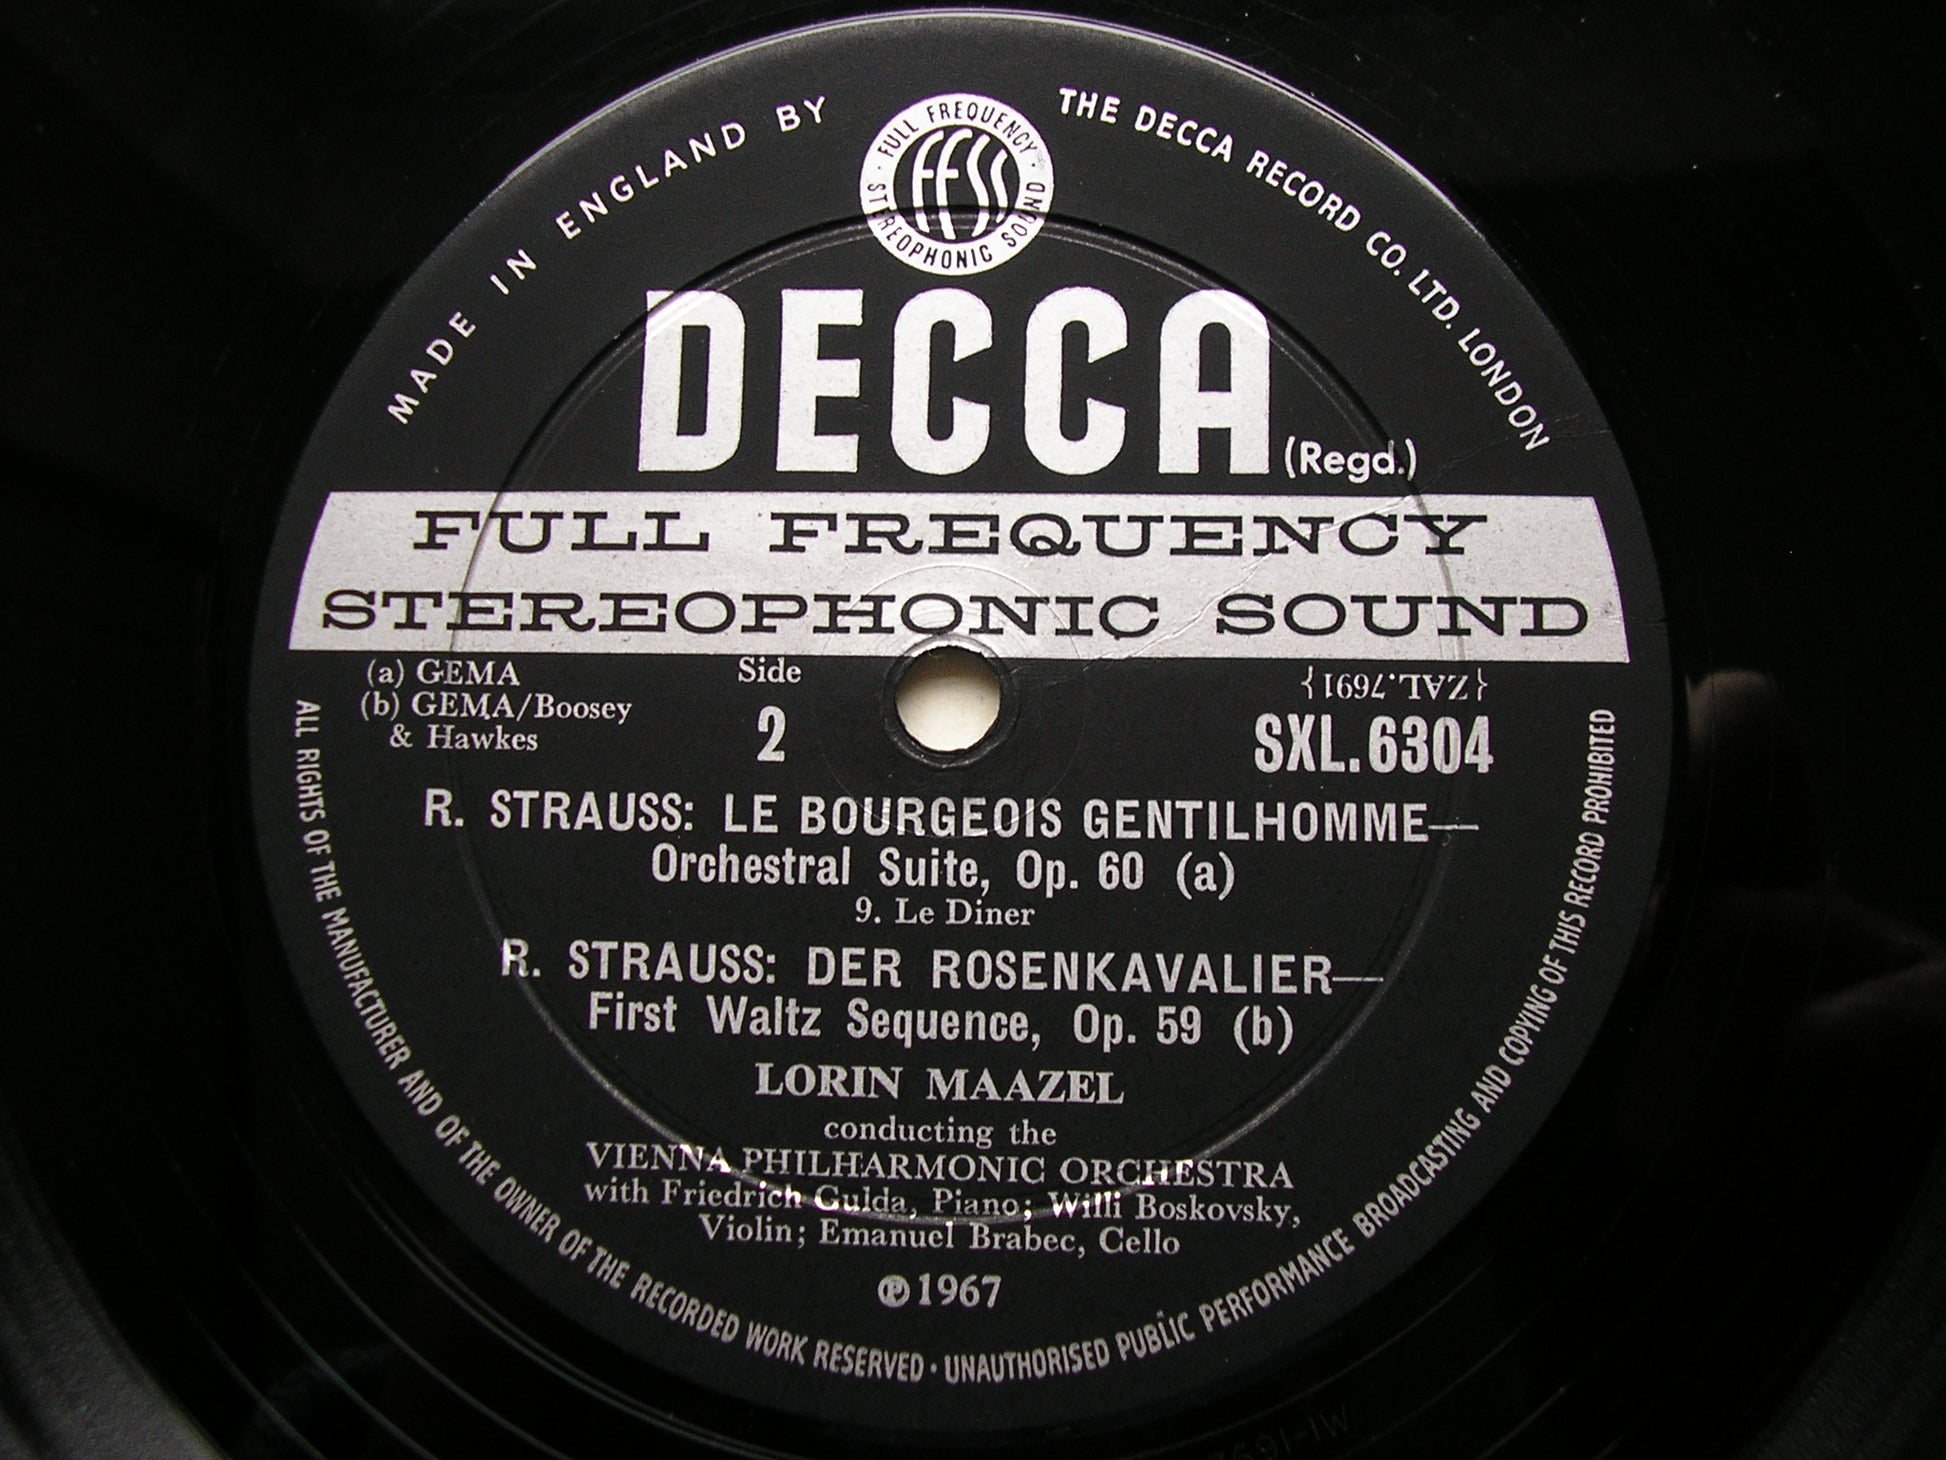 MADE IN ENGLAND BY
THE DECCA RECORD CO. LTD. LONDON
· FULL FREQUENCY ·
STEREOPHONIC SOUND
FFSS
DECCA (Regd.)
FULL FREQUENCY
STEREOPHONIC SOUND
(a) GEMA
(b) GEMA/Boosey
& Hawkes
Side
2
{ZAL.7691}
SXL.6304
R. STRAUSS: LE BOURGEOIS GENTILHOMME—
Orchestral Suite, Op. 60 (a)
9. Le Diner
R. STRAUSS: DER ROSENKAVALIER—
First Waltz Sequence, Op. 59 (b)
LORIN MAAZEL
conducting the
VIENNA PHILHARMONIC ORCHESTRA
with Friedrich Gulda, Piano; Willi Boskovsky,
Violin; Emanuel Brabec, Cello
℗1967
ALL RIGHTS OF THE MANUFACTURER AND OF THE OWNER OF THE RECORDED WORK RESERVED · UNAUTHORISED PUBLIC PERFORMANCE BROADCASTING AND COPYING OF THIS RECORD PROHIBITED